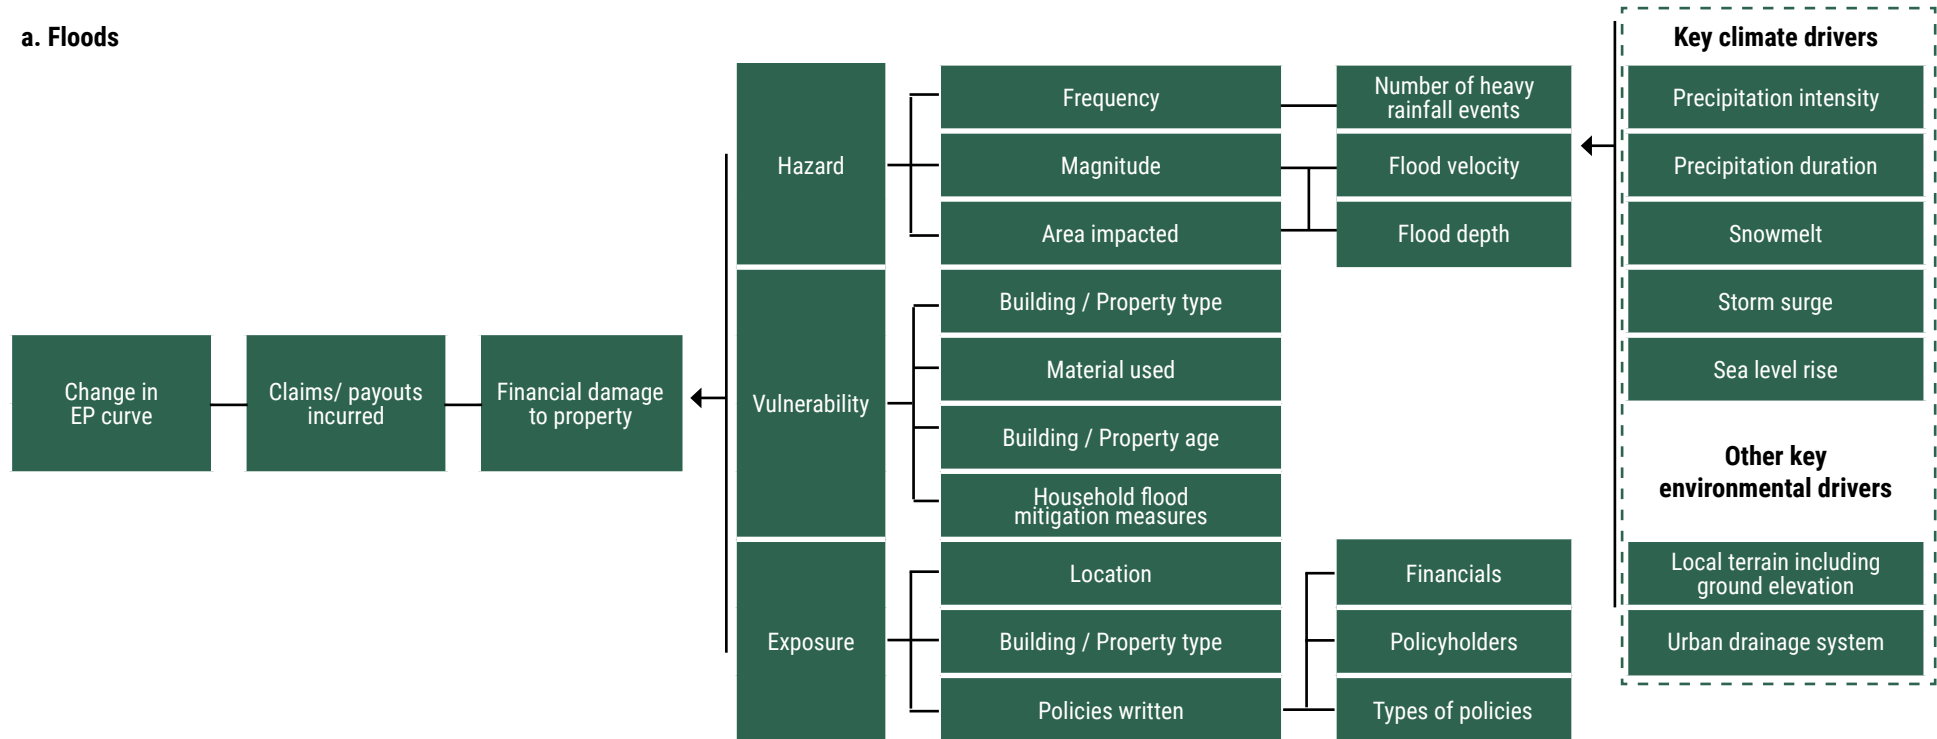 a. Floods
Change in
EP curve
Claims/ payouts
incurred
Financial damage
to property
Hazard
Vulnerability
Exposure
Frequency
Magnitude
Area impacted
Building / Property type
Material used
Building / Property age
Household flood
mitigation measures
Location
Building / Property type
Policies written
Number of heavy
rainfall events
Flood velocity
Flood depth
Financials
Policyholders
Types of policies
Key climate drivers
Precipitation intensity
Precipitation duration
Snowmelt
Storm surge
Sea level rise
Other key
environmental drivers
Local terrain including
ground elevation
Urban drainage system